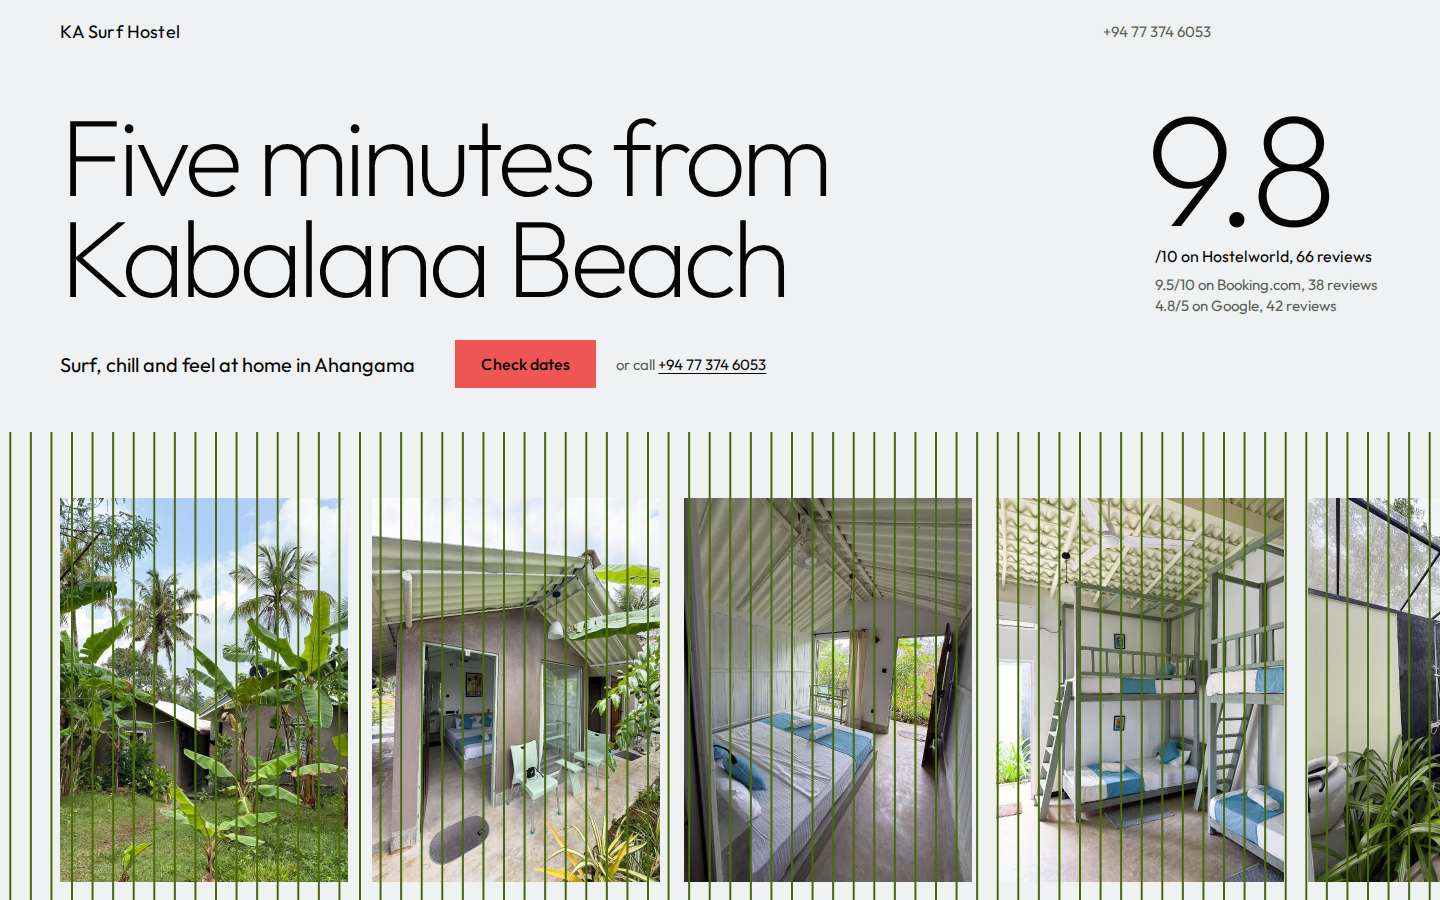 KA Surf Hostel
+94 77 374 6053
Five minutes from
Kabalana Beach
9.8
/10 on Hostelworld, 66 reviews
9.5/10 on Booking.com, 38 reviews
4.8/5 on Google, 42 reviews
Surf, chill and feel at home in Ahangama
Check dates
or call +94 77 374 6053